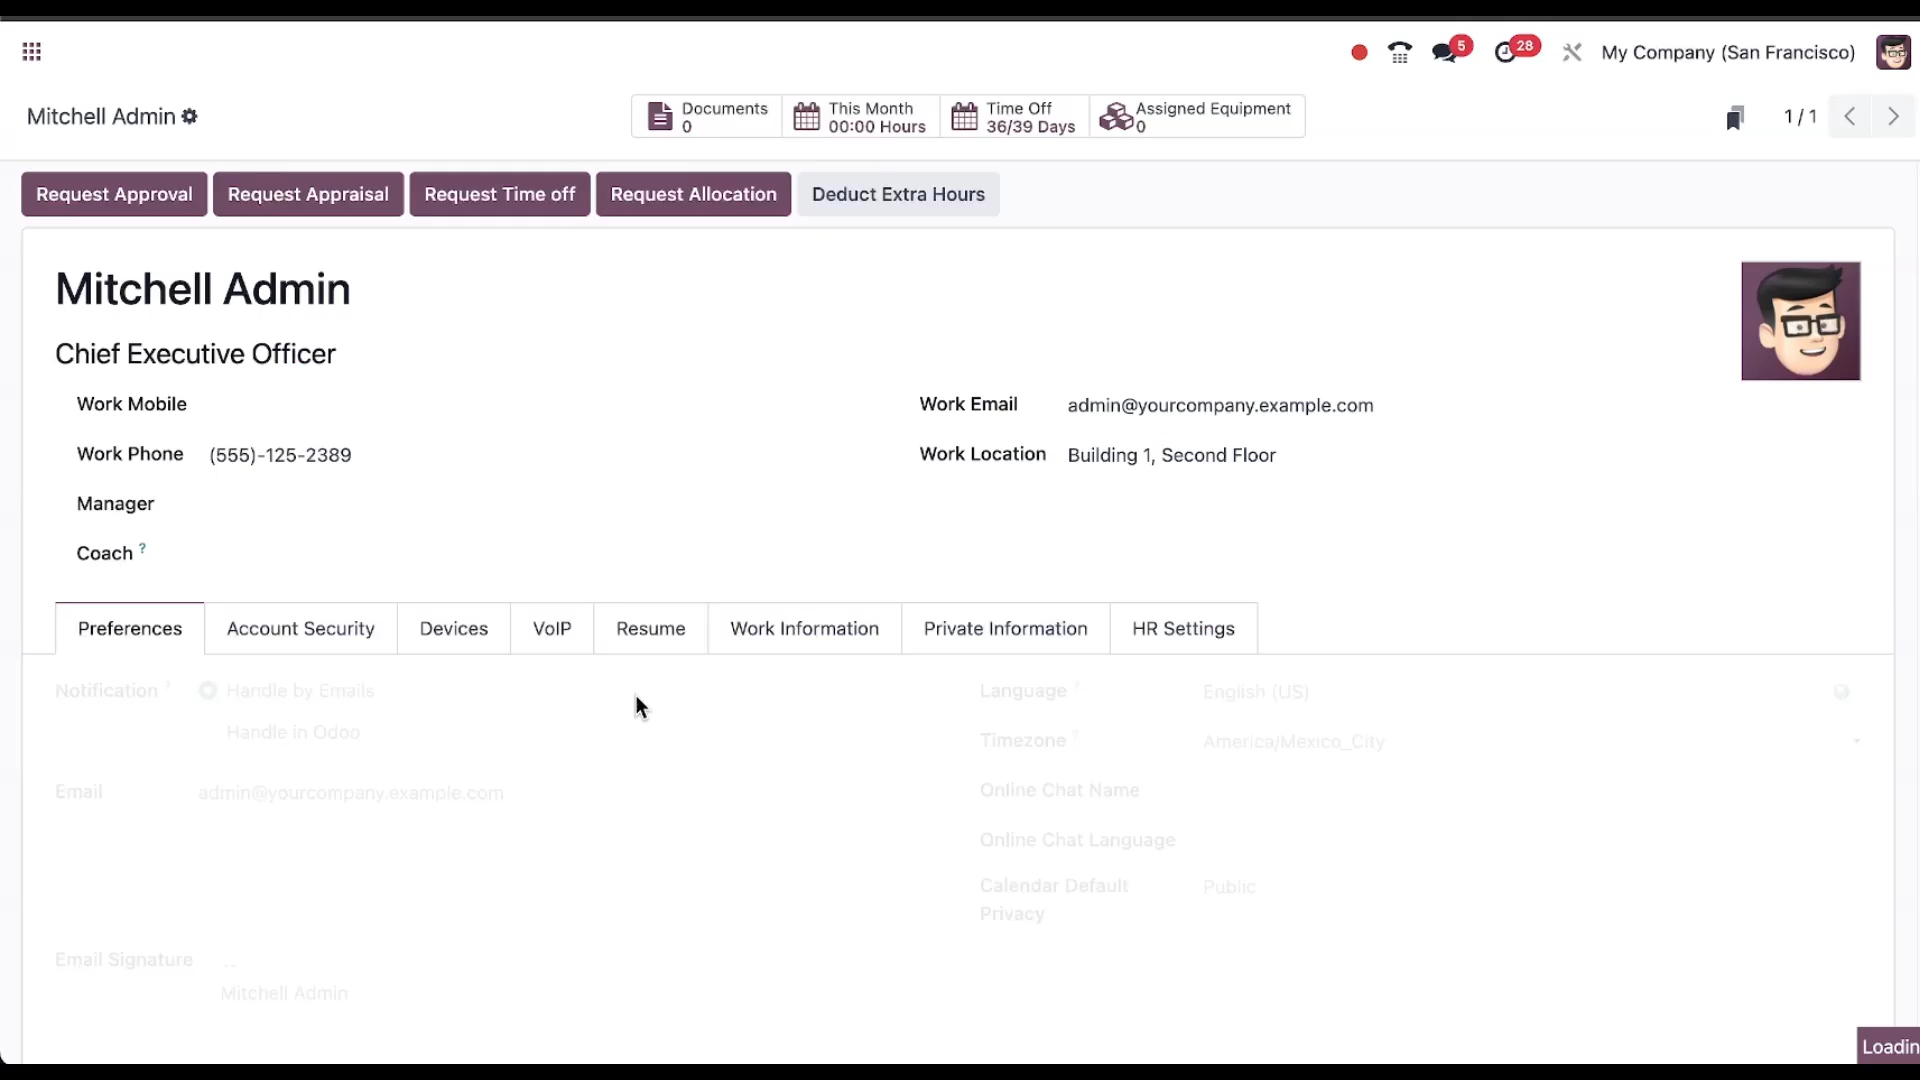 5
28
My Company (San Francisco)
Mitchell Admin
Documents
0
This Month
00:00 Hours
Time Off
36/39 Days
Assigned Equipment
0
1 / 1
Request Approval
Request Appraisal
Request Time off
Request Allocation
Deduct Extra Hours
Mitchell Admin
Chief Executive Officer
Work Mobile
Work Email admin@yourcompany.example.com
Work Phone (555)-125-2389
Work Location Building 1, Second Floor
Manager
Coach ?
Preferences
Account Security
Devices
VoIP
Resume
Work Information
Private Information
HR Settings
Notification ? Handle by Emails
Handle in Odoo
Language ? English (US)
Timezone ? America/Mexico_City
Email admin@yourcompany.example.com
Online Chat Name
Online Chat Language
Calendar Default
Privacy
Public
Email Signature --
Mitchell Admin
Loadin